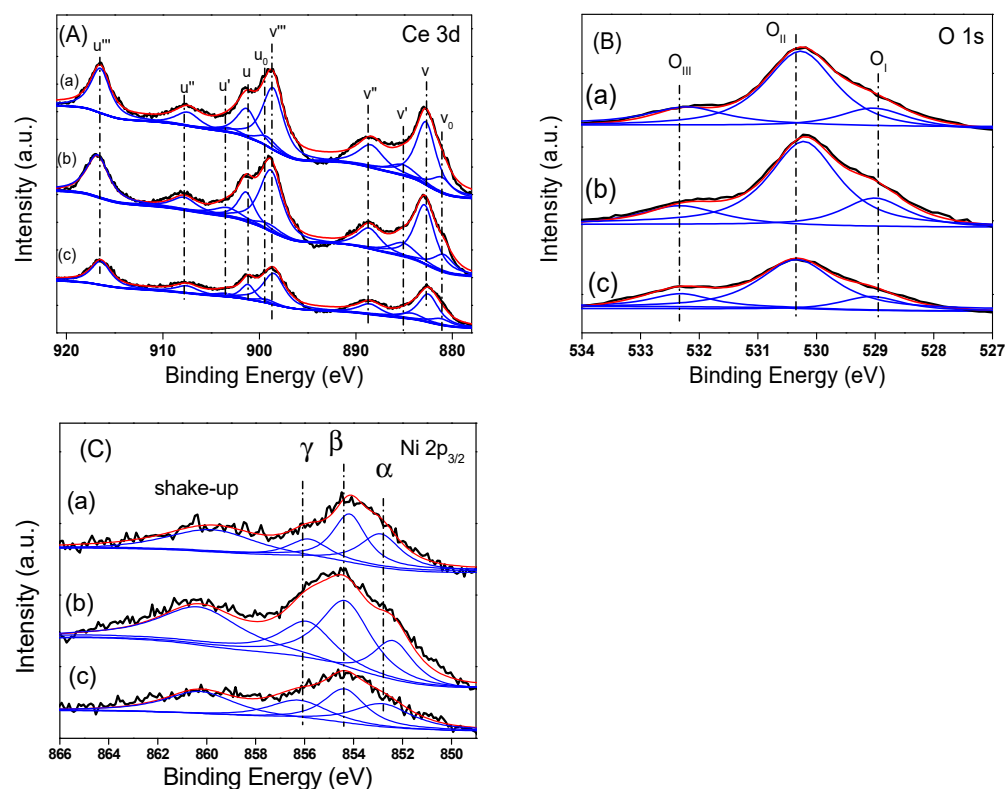 (A)
Ce 3d
u'''
u''
u'
u
u0
v'''
v''
v'
v
v0
(a)
(b)
(c)
Intensity (a.u.)
920 910 900 890 880
Binding Energy (eV)
(B)
O 1s
OIII
OII
OI
(a)
(b)
(c)
Intensity (a.u.)
534 533 532 531 530 529 528 527
Binding Energy (eV)
(C)
Ni 2p3/2
γ
β
α
shake-up
(a)
(b)
(c)
Intensity (a.u.)
866 864 862 860 858 856 854 852 850
Binding Energy (eV)